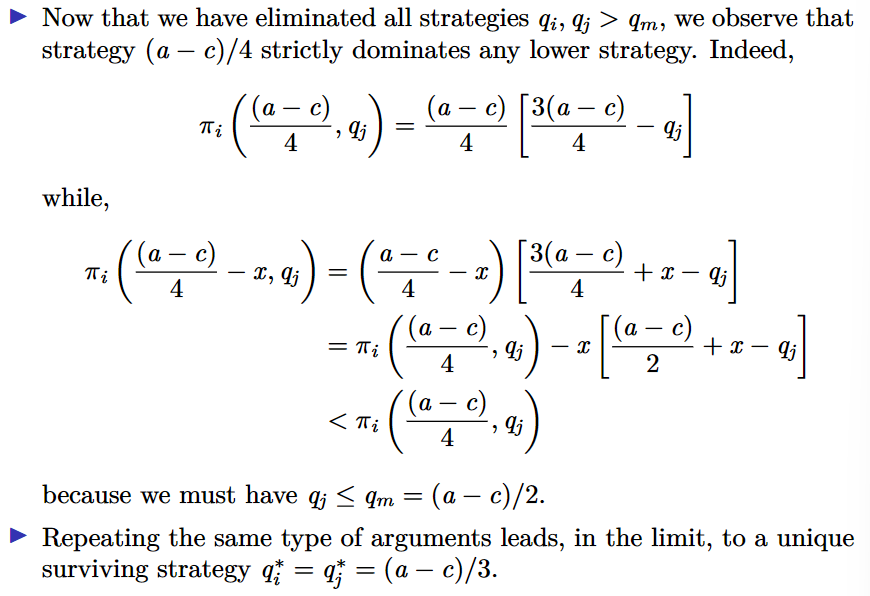 ▶ Now that we have eliminated all strategies $q_i, q_j > q_m$, we observe that
strategy $(a - c)/4$ strictly dominates any lower strategy. Indeed,
$\pi_i \left( \frac{(a-c)}{4}, q_j \right) = \frac{(a-c)}{4} \left[ \frac{3(a-c)}{4} - q_j \right]$
while,
$\pi_i \left( \frac{(a-c)}{4} - x, q_j \right) = \left( \frac{a-c}{4} - x \right) \left[ \frac{3(a-c)}{4} + x - q_j \right]$
$= \pi_i \left( \frac{(a-c)}{4}, q_j \right) - x \left[ \frac{(a-c)}{2} + x - q_j \right]$
$< \pi_i \left( \frac{(a-c)}{4}, q_j \right)$
because we must have $q_j \leq q_m = (a - c)/2$.
▶ Repeating the same type of arguments leads, in the limit, to a unique
surviving strategy $q_i^* = q_j^* = (a - c)/3$.